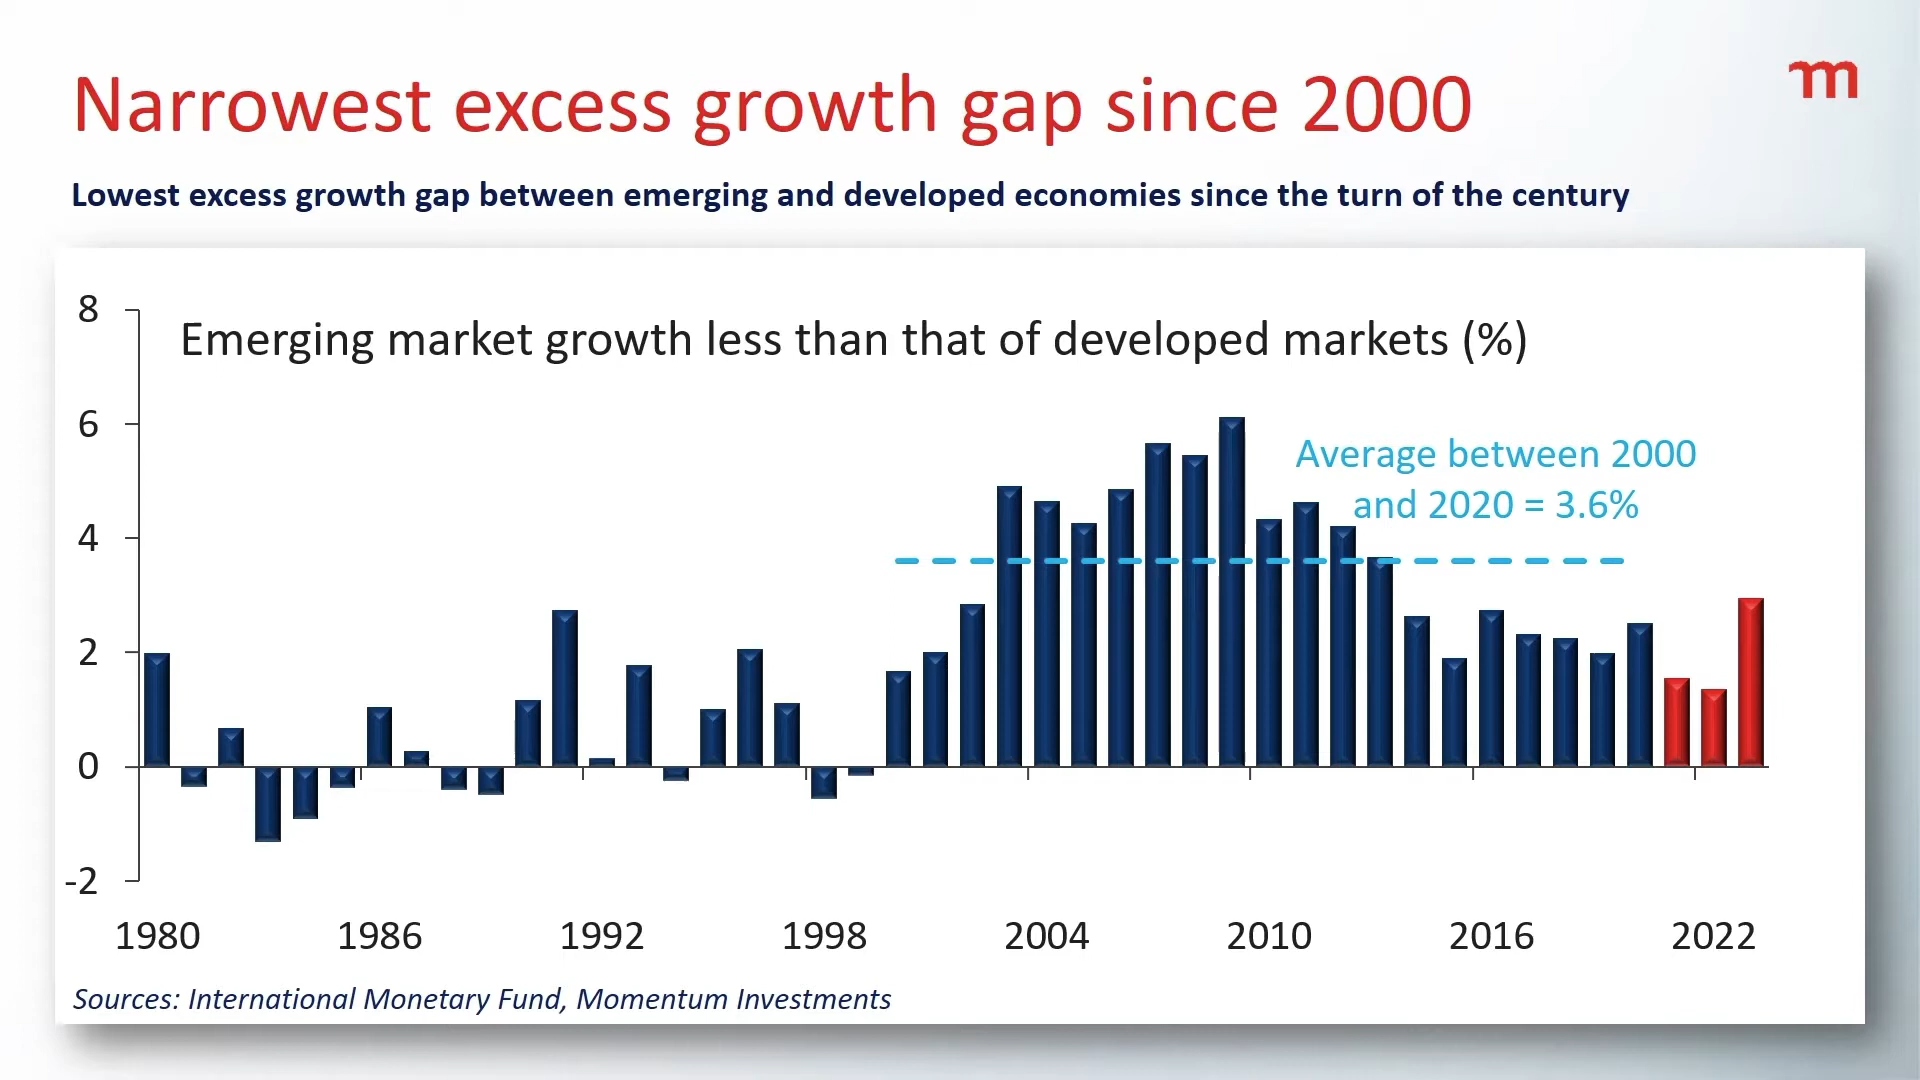 Narrowest excess growth gap since 2000
m
Lowest excess growth gap between emerging and developed economies since the turn of the century
Emerging market growth less than that of developed markets (%)
8
6
4
2
0
-2
Average between 2000
and 2020 = 3.6%
1980 1986 1992 1998 2004 2010 2016 2022
Sources: International Monetary Fund, Momentum Investments